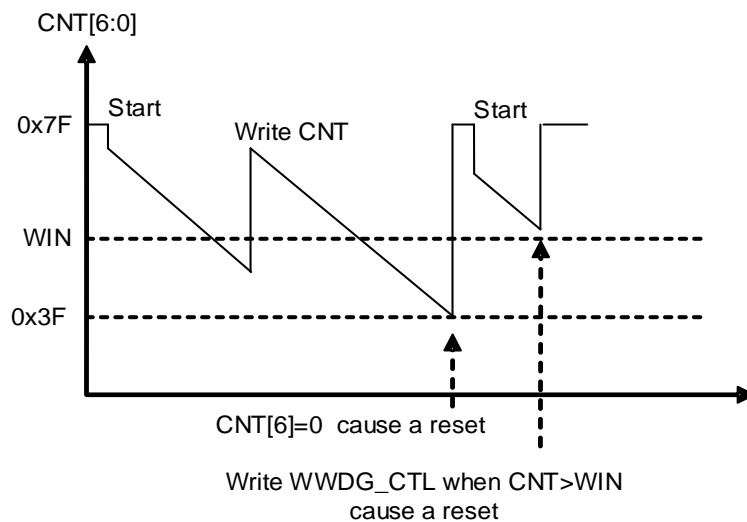 CNT[6:0]
Start
Start
0x7F
Write CNT
WIN
0x3F
CNT[6]=0 cause a reset
Write WWDG_CTL when CNT>WIN
cause a reset